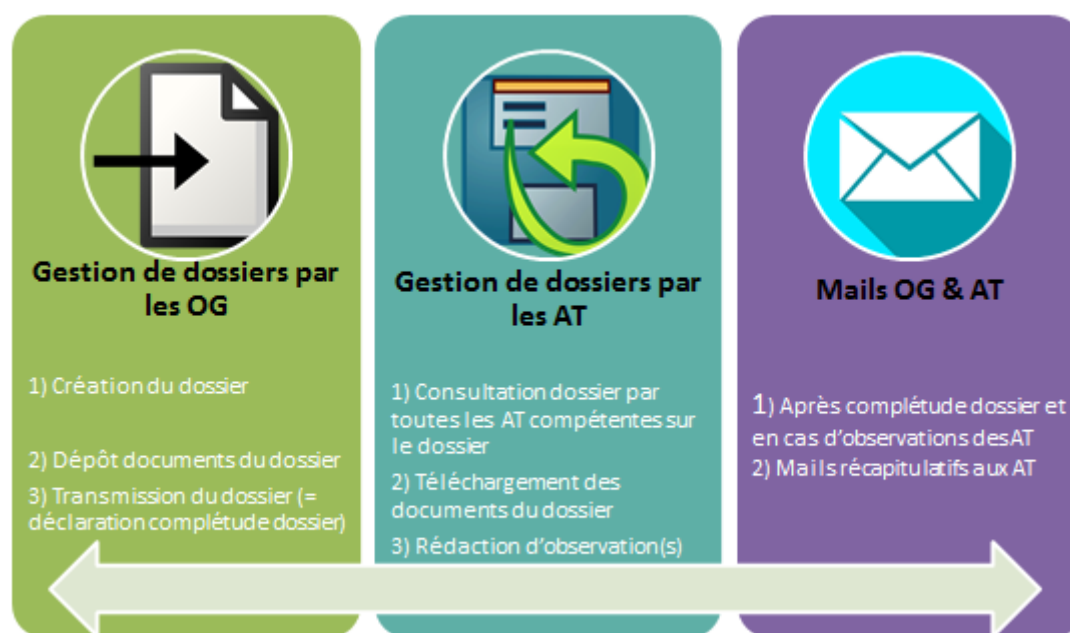 Gestion de dossiers par
les OG
1) Création du dossier
2) Dépôt documents du dossier
3) Transmission du dossier (=
déclaration complétude dossier)
Gestion de dossiers par
les AT
1) Consultation dossier par
toutes les AT compétentes sur
le dossier
2) Téléchargement des
documents du dossier
3) Rédaction d’observation(s)
Mails OG & AT
1) Après complétude dossier et
en cas d’observations des AT
2) Mails récapitulatifs aux AT